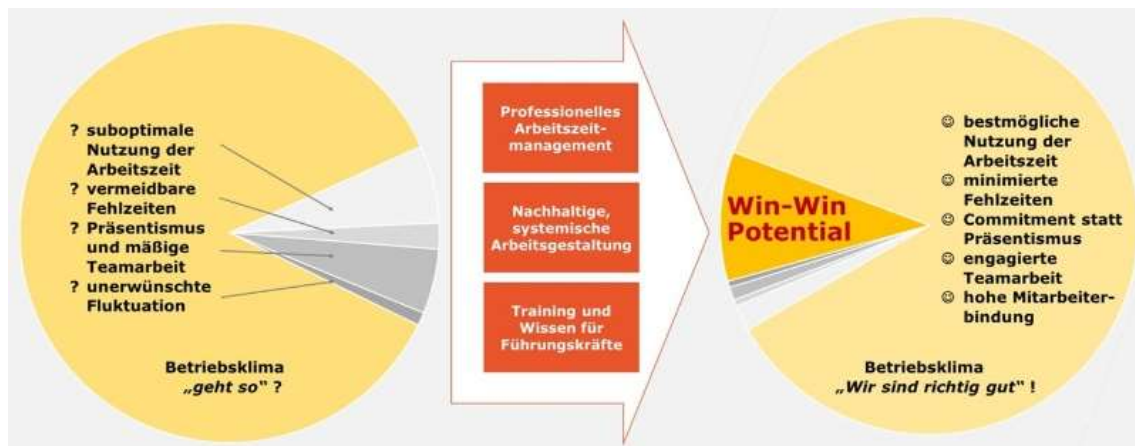 ? suboptimale
Nutzung der
Arbeitszeit
? vermeidbare
Fehlzeiten
? Präsentismus
und mäßige
Teamarbeit
? unerwünschte
Fluktuation
Betriebsklima
„geht so“ ?
Professionelles
Arbeitszeit-
management
Nachhaltige,
systemische
Arbeitsgestaltung
Training und
Wissen für
Führungskräfte
Win-Win
Potential
☺ bestmögliche
Nutzung der
Arbeitszeit
☺ minimierte
Fehlzeiten
☺ Commitment statt
Präsentismus
☺ engagierte
Teamarbeit
☺ hohe Mitarbeiter-
bindung
Betriebsklima
„Wir sind richtig gut“ !